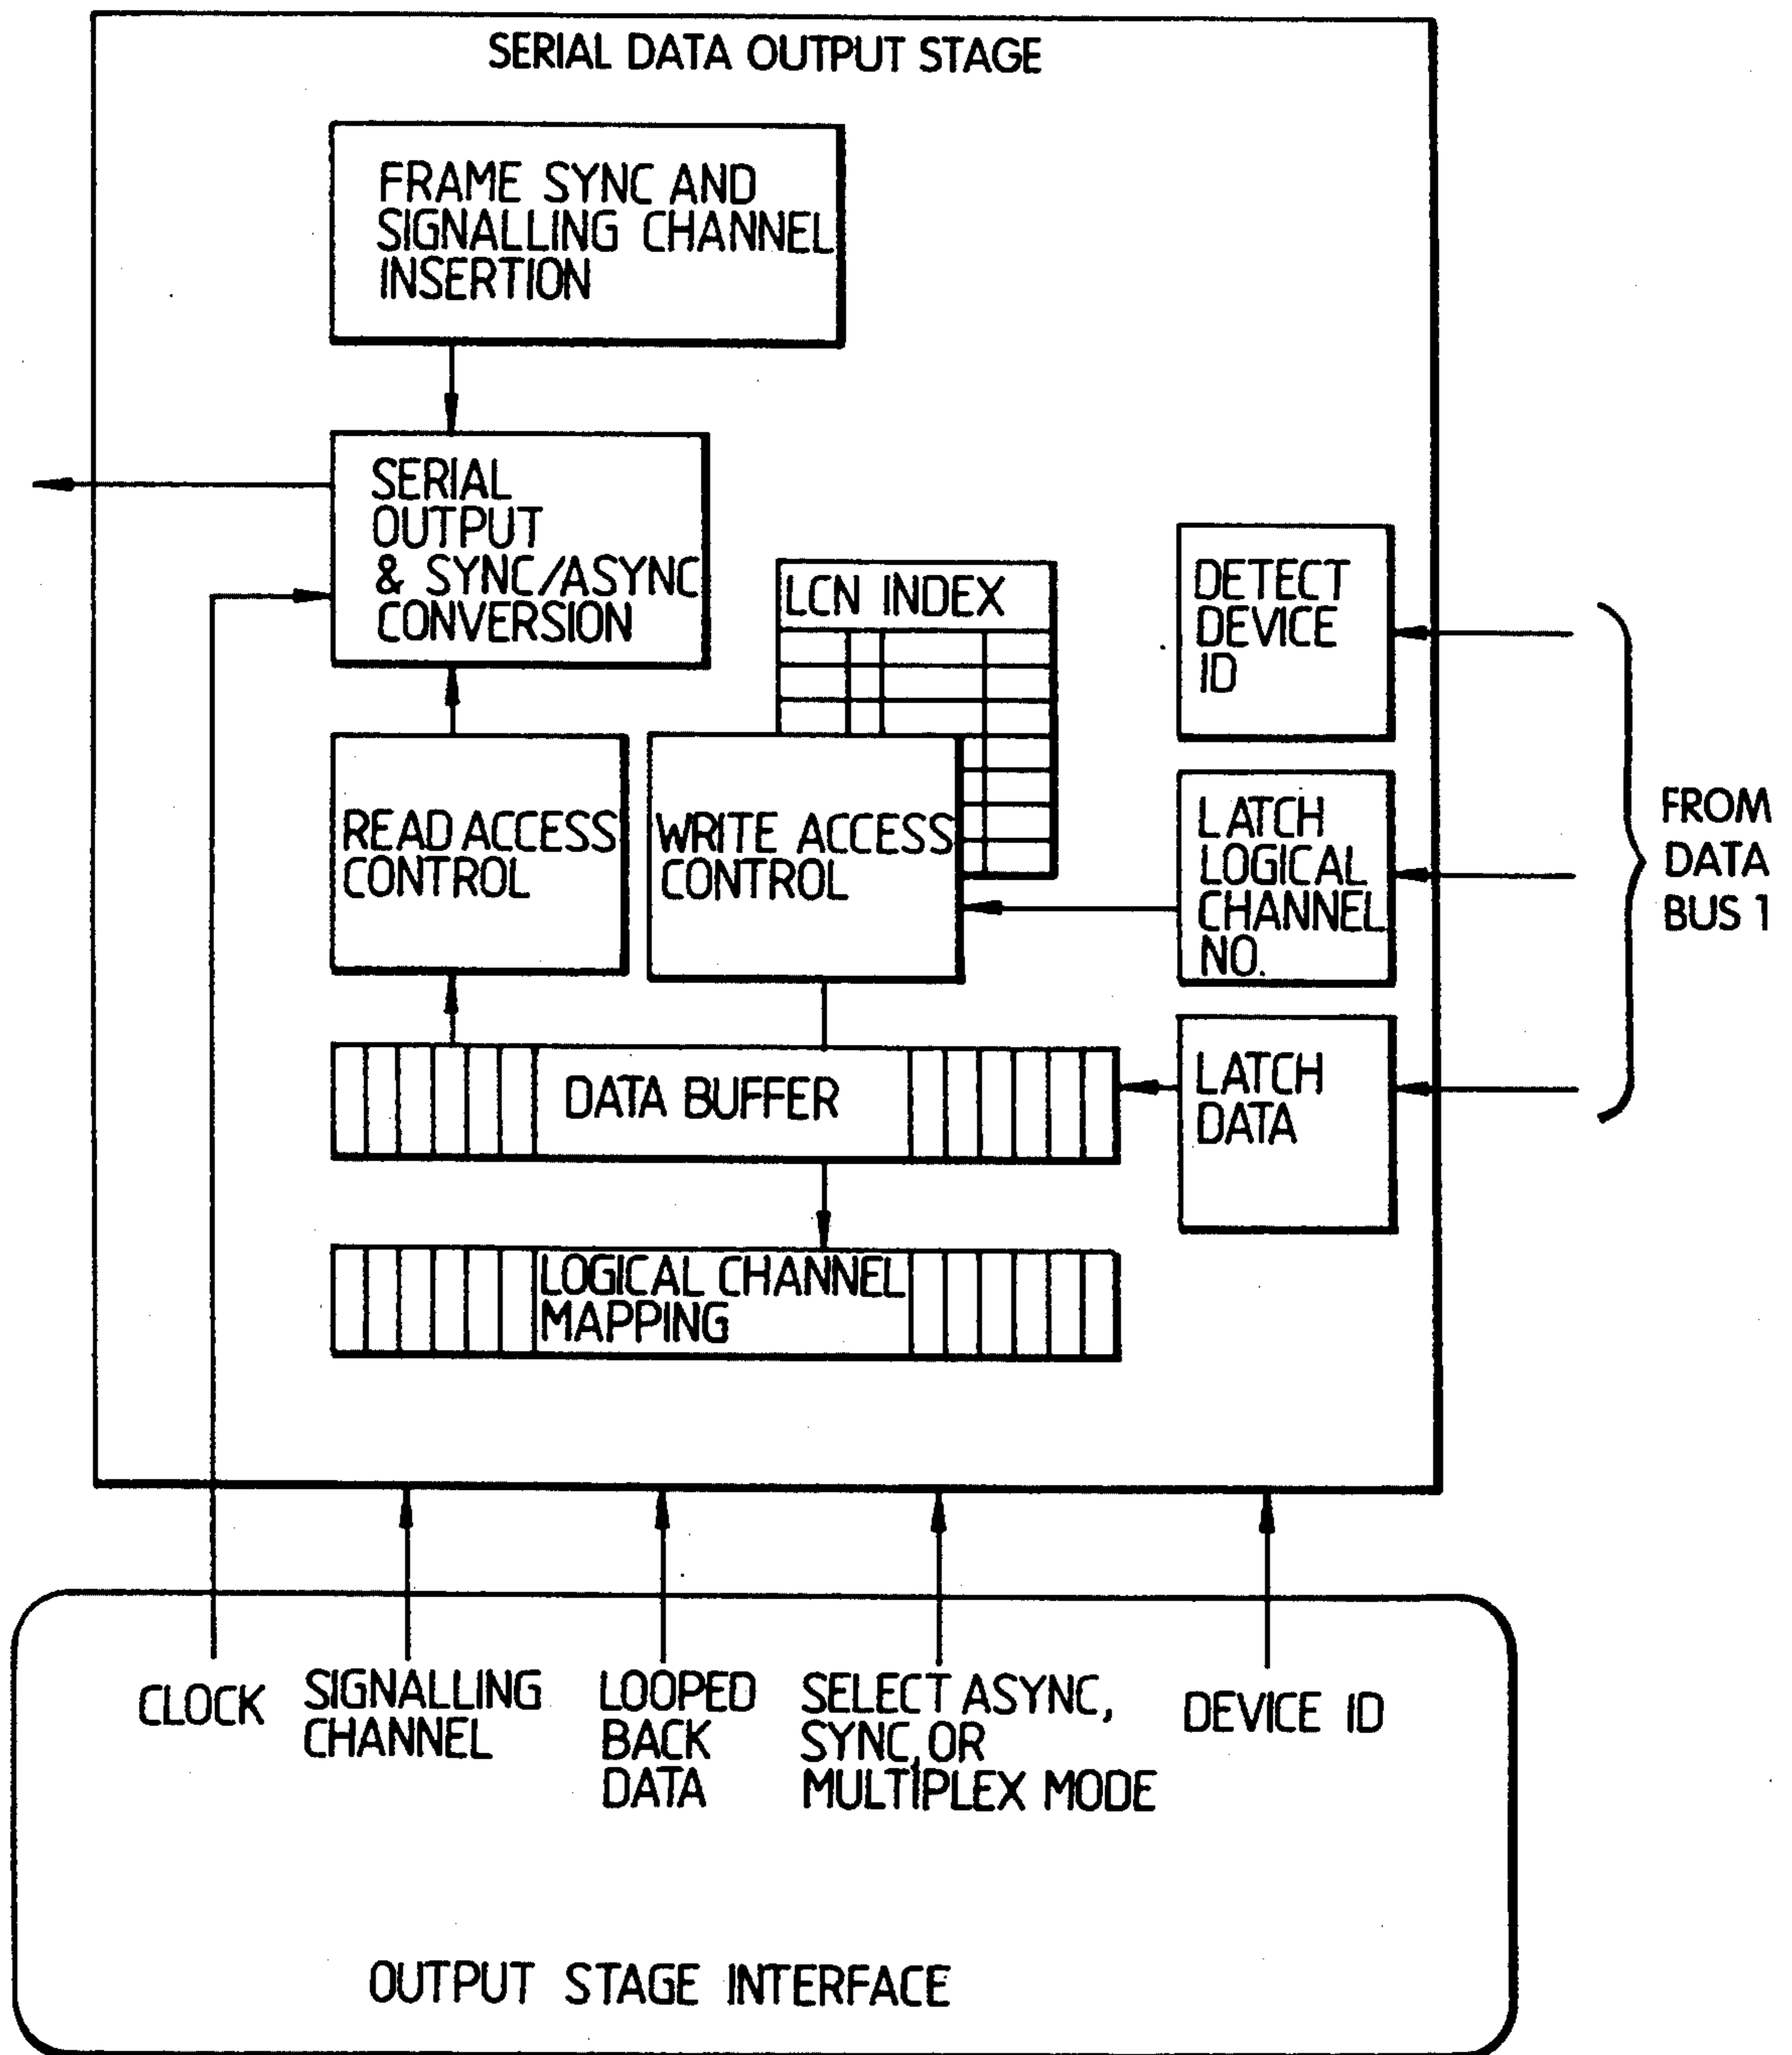 SERIAL DATA OUTPUT STAGE
FRAME SYNC AND
SIGNALLING CHANNEL
INSERTION
SERIAL
OUTPUT
& SYNC/ASYNC
CONVERSION
LCN INDEX
DETECT
DEVICE
ID
READ ACCESS
CONTROL
WRITE ACCESS
CONTROL
LATCH
LOGICAL
CHANNEL
NO.
FROM
DATA
BUS 1
DATA BUFFER
LATCH
DATA
LOGICAL CHANNEL
MAPPING
CLOCK
SIGNALLING
CHANNEL
LOOPED
BACK
DATA
SELECT ASYNC,
SYNC, OR
MULTIPLEX MODE
DEVICE ID
OUTPUT STAGE INTERFACE